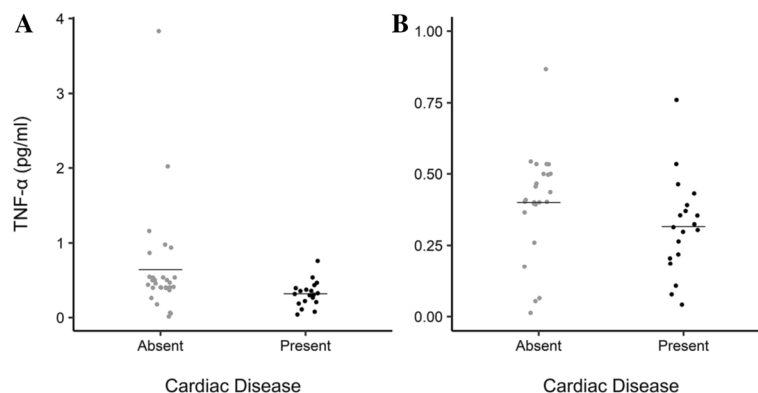 A
B
TNF-α (pg/ml)
4
3
2
1
0
Absent
Present
Cardiac Disease
1.00
0.75
0.50
0.25
0.00
Absent
Present
Cardiac Disease